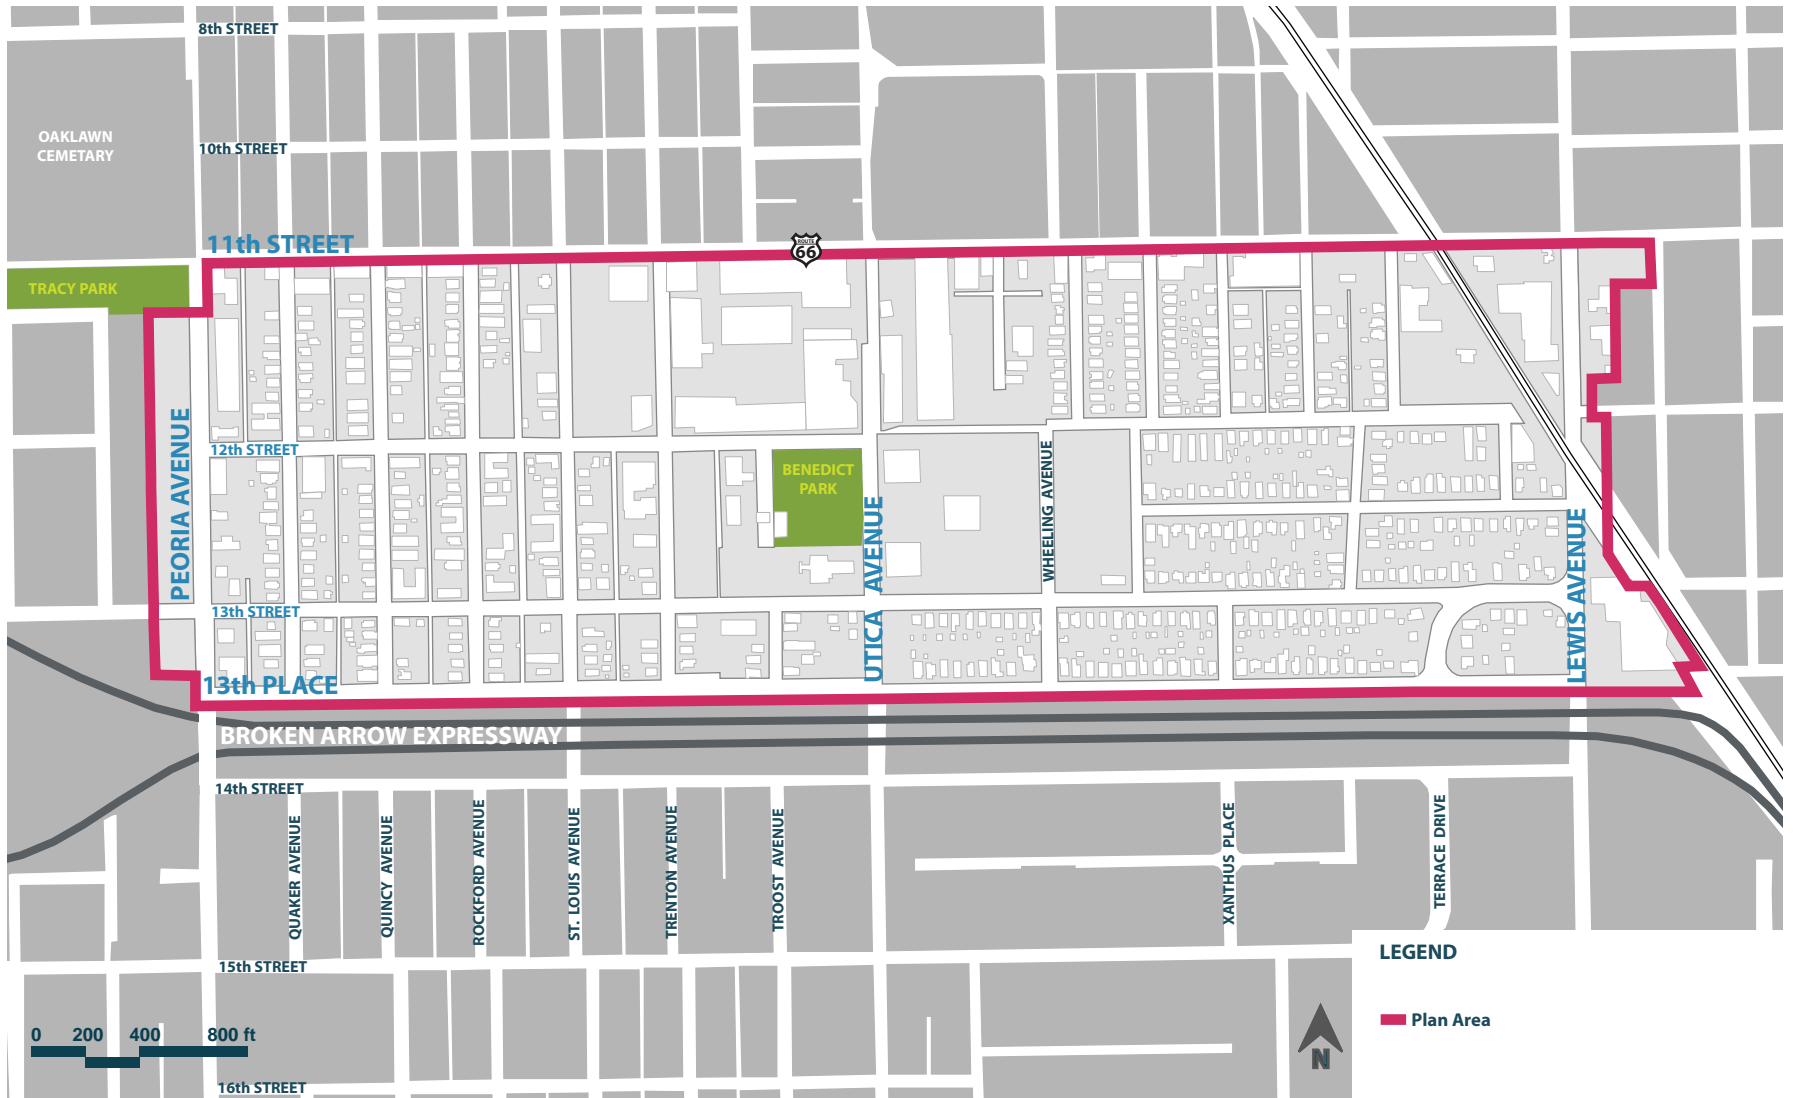 8th STREET
OAKLAWN
CEMETARY
10th STREET
11th STREET
ROUTE
66
TRACY PARK
PEORIA AVENUE
12th STREET
BENEDICT
PARK
UTICA AVENUE
WHEELING AVENUE
LEWIS AVENUE
13th STREET
13th PLACE
BROKEN ARROW EXPRESSWAY
14th STREET
QUAKER AVENUE
QUINCY AVENUE
ROCKFORD AVENUE
ST. LOUIS AVENUE
TRENTON AVENUE
TROOST AVENUE
XANTHUS PLACE
TERRACE DRIVE
15th STREET
LEGEND
Plan Area
0 200 400 800 ft
N
16th STREET